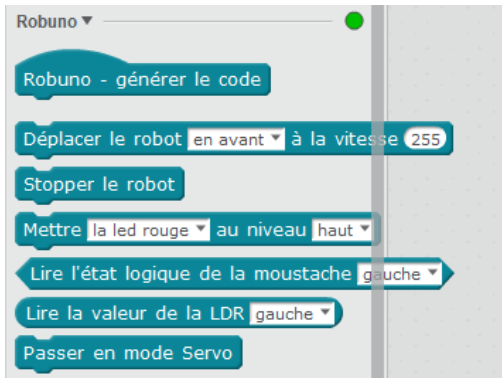 Robuno
Robuno - générer le code
Déplacer le robot en avant à la vitesse 255
Stopper le robot
Mettre la led rouge au niveau haut
Lire l'état logique de la moustache gauche
Lire la valeur de la LDR gauche
Passer en mode Servo